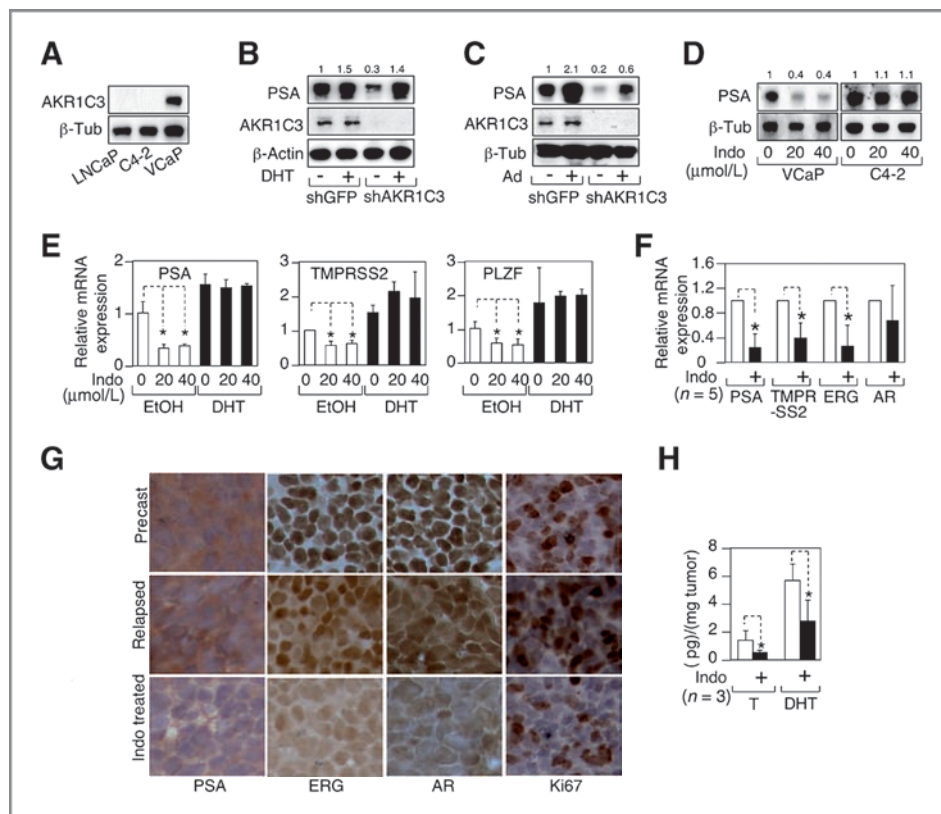 A
AKR1C3
β-Tub
LNCaP
C4-2
VCaP
B
1 1.5 0.3 1.4
PSA
AKR1C3
β-Actin
DHT - + - +
shGFP shAKR1C3
C
1 2.1 0.2 0.6
PSA
AKR1C3
β-Tub
Ad - + - +
shGFP shAKR1C3
D
1 0.4 0.4 1 1.1 1.1
PSA
β-Tub
Indo 0 20 40 0 20 40
(μmol/L) VCaP C4-2
E
Relative mRNA expression
2
1
0
PSA
* *
Indo 0 20 40 0 20 40
(μmol/L)
EtOH DHT
3
2
1
0
TMPRSS2
* *
0 20 40 0 20 40
EtOH DHT
3
2
1
0
PLZF
* *
0 20 40 0 20 40
EtOH DHT
F
Relative mRNA
expression
1.6
1.2
0.8
0.4
0
* * *
Indo + + + +
(n = 5) PSA TMPR ERG AR
-SS2
G
Precast
Relapsed
Indo treated
PSA ERG AR Ki67
H
( pg)/(mg tumor)
8
6
4
2
0
* *
Indo + +
(n = 3) T DHT